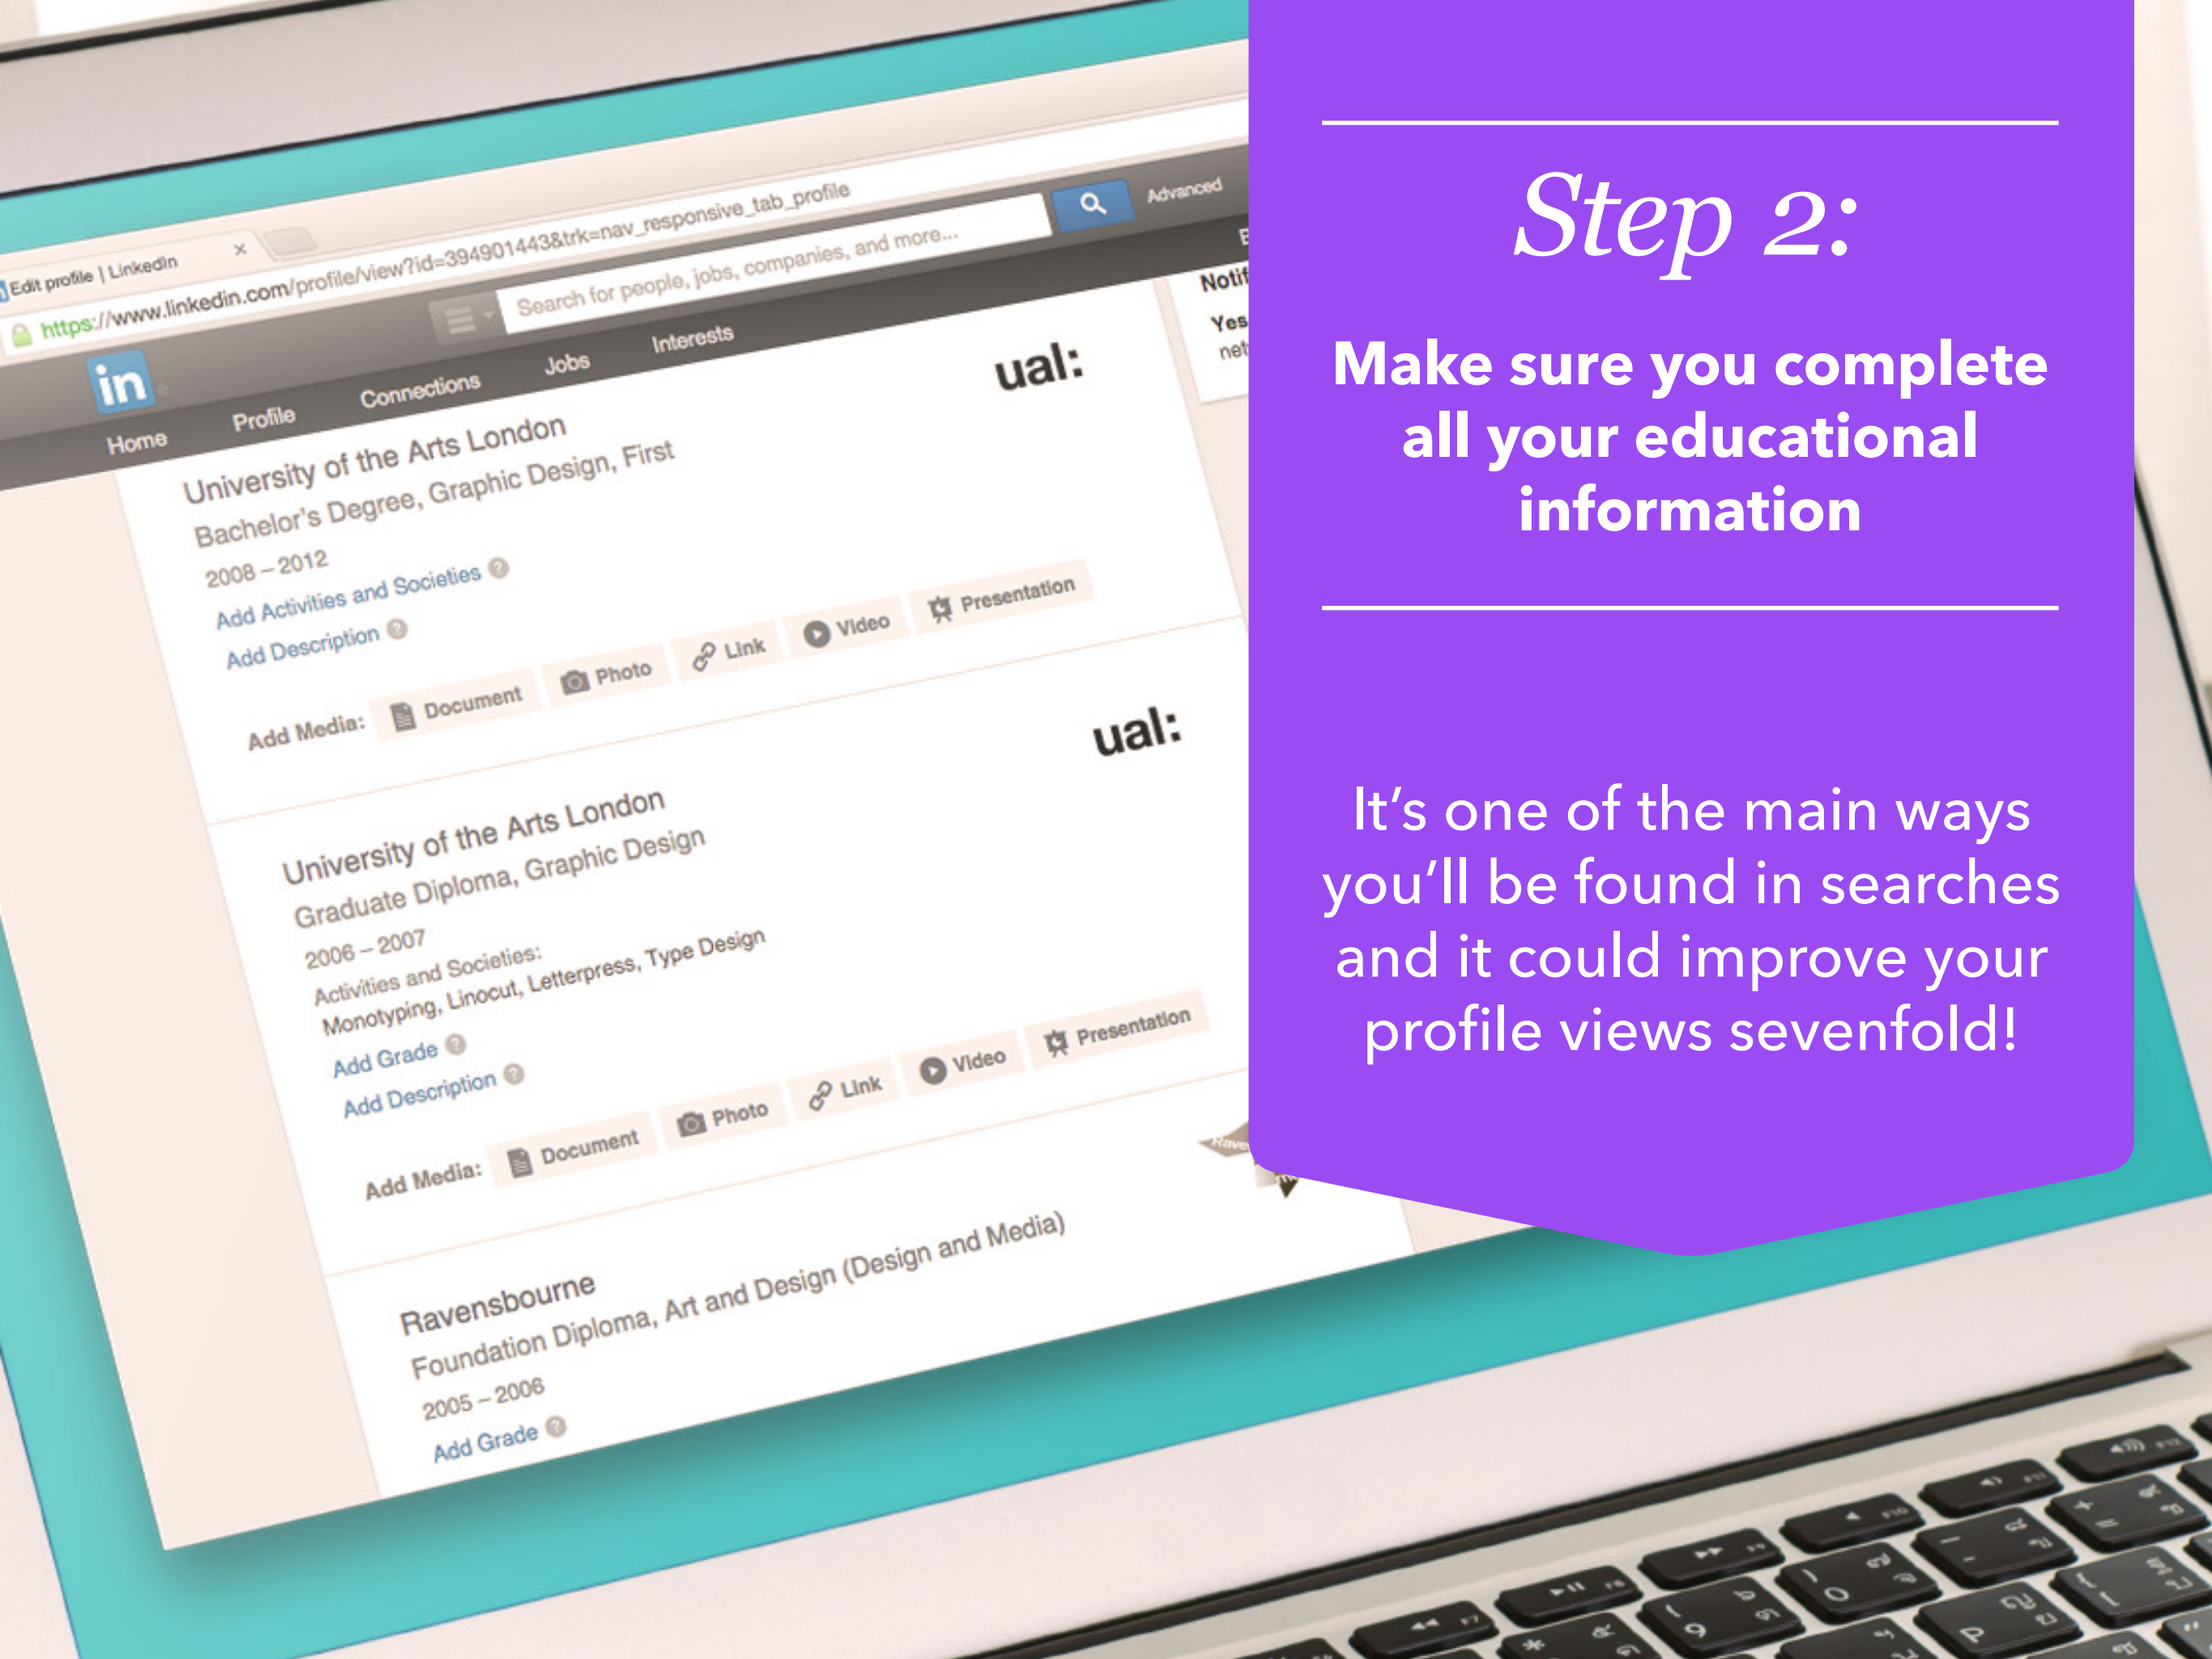 Edit profile | LinkedIn
https://www.linkedin.com/profile/view?id=394901443&trk=nav_responsive_tab_profile
Search for people, jobs, companies, and more...
Advanced
in
Home Profile Connections Jobs Interests
University of the Arts London
Bachelor's Degree, Graphic Design, First
2008 – 2012
Add Activities and Societies ?
Add Description ?
Add Media: Document Photo Link Video Presentation
ual:
University of the Arts London
Graduate Diploma, Graphic Design
2006 – 2007
Activities and Societies:
Monotyping, Linocut, Letterpress, Type Design
Add Grade ?
Add Description ?
Add Media: Document Photo Link Video Presentation
ual:
Ravensbourne
Foundation Diploma, Art and Design (Design and Media)
2005 – 2006
Add Grade ?
Yes
Step 2:
Make sure you complete
all your educational
information
It's one of the main ways
you'll be found in searches
and it could improve your
profile views sevenfold!